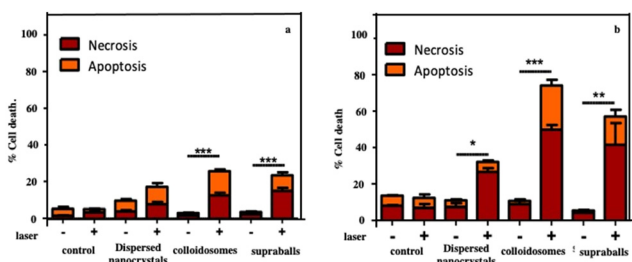 a
Necrosis
Apoptosis
% Cell death.
100
80
60
40
20
0
***
***
laser - + - + - + - +
control Dispersed nanocrystals colloidosomes supraballs
b
Necrosis
Apoptosis
% Cell death
100
80
60
40
20
0
*
***
**
laser - + - + - + - +
control Dispersed nanocrystals colloidosomes supraballs